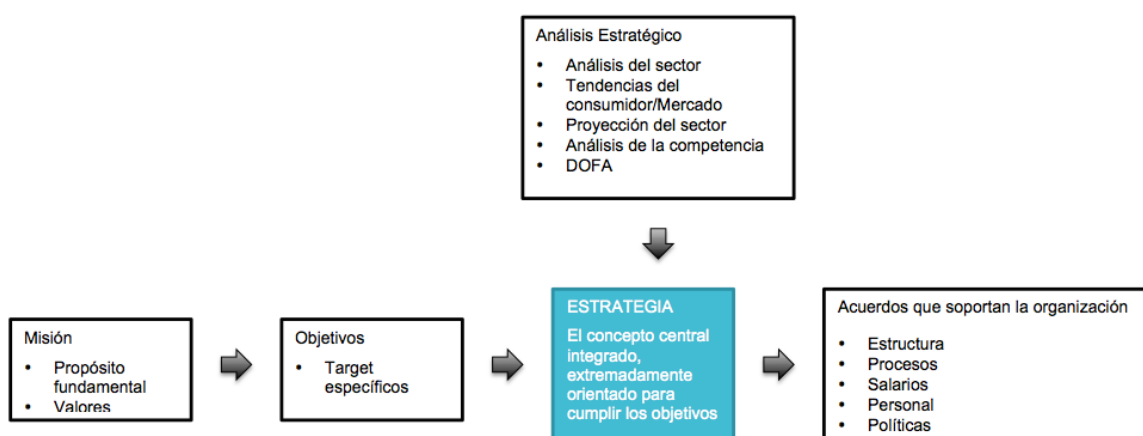 Análisis Estratégico
• Análisis del sector
• Tendencias del
consumidor/Mercado
• Proyección del sector
• Análisis de la competencia
• DOFA
Misión
• Propósito
fundamental
• Valores
Objetivos
• Target
específicos
ESTRATEGIA
El concepto central
integrado,
extremadamente
orientado para
cumplir los objetivos
Acuerdos que soportan la organización
• Estructura
• Procesos
• Salarios
• Personal
• Políticas